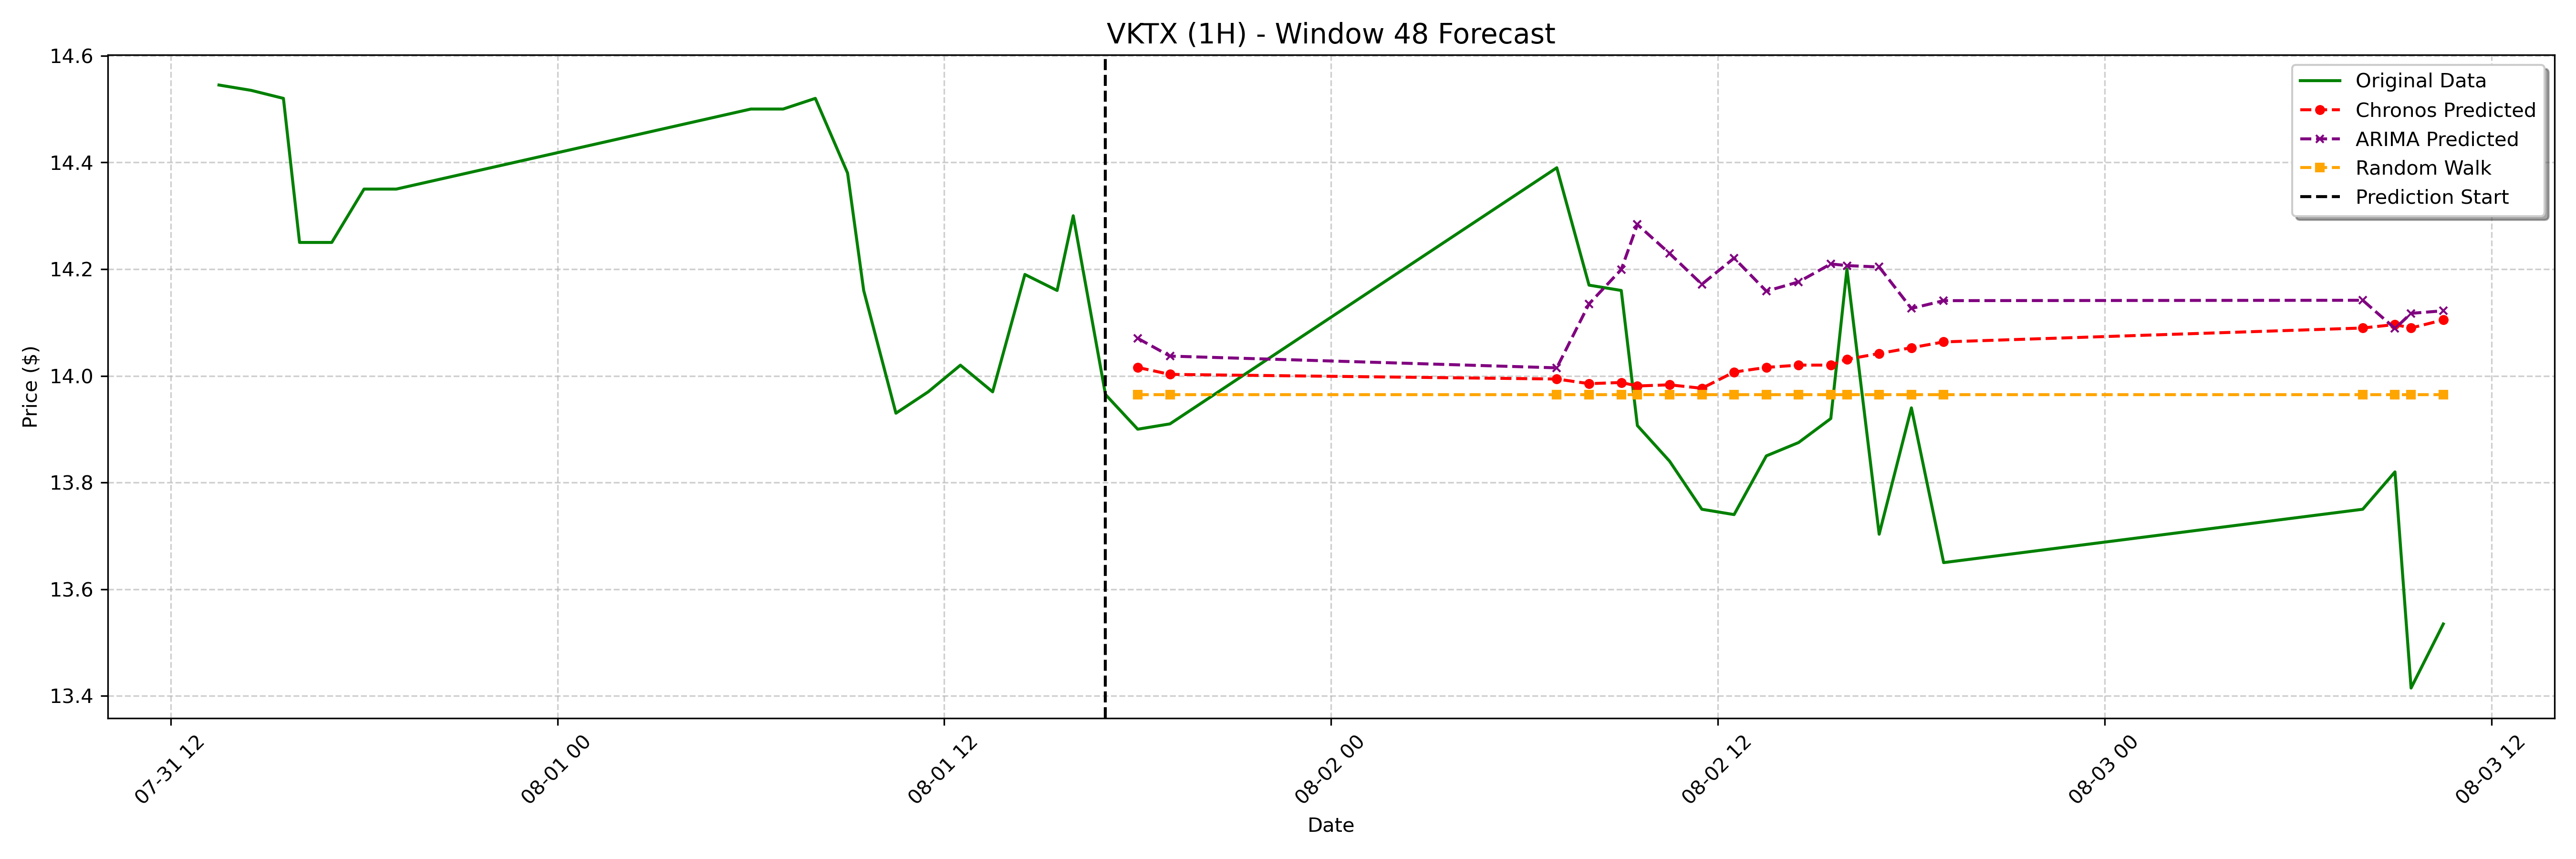 VKTX (1H) - Window 48 Forecast
14.6
14.4
14.2
14.0
13.8
13.6
13.4
Price ($)
Original Data
Chronos Predicted
ARIMA Predicted
Random Walk
Prediction Start
07-31 12
08-01 00
08-01 12
08-02 00
08-02 12
08-03 00
08-03 12
Date